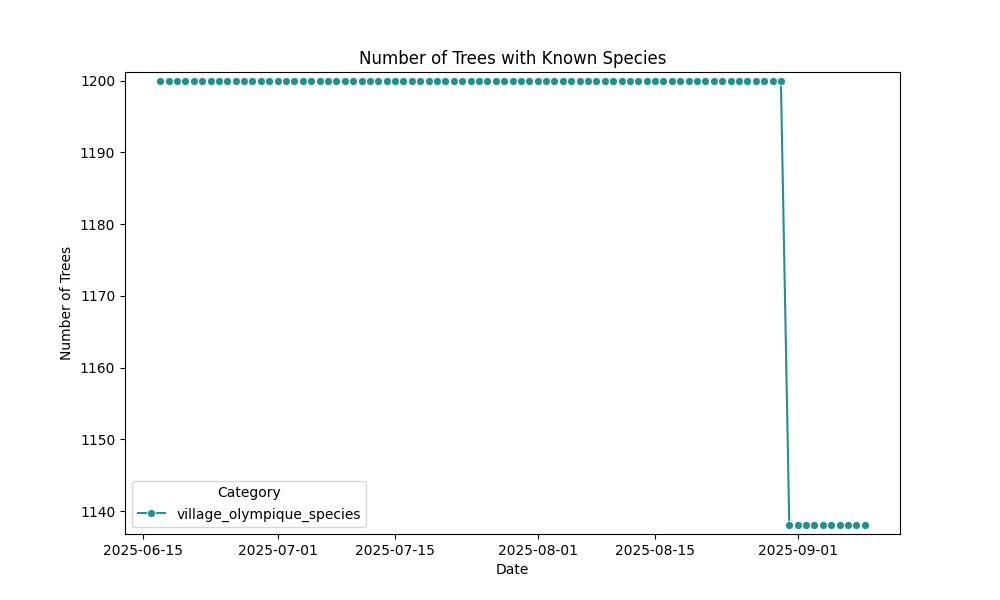 Number of Trees with Known Species
1200
1190
1180
1170
1160
1150
1140
Number of Trees
Category
village_olympique_species
2025-06-15
2025-07-01
2025-07-15
2025-08-01
2025-08-15
2025-09-01
Date